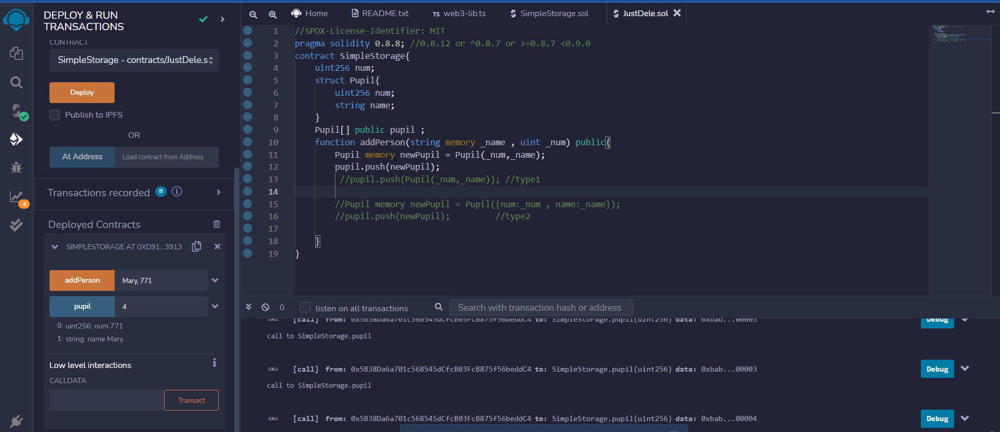 DEPLOY & RUN
TRANSACTIONS
CONTRACT
SimpleStorage - contracts/JustDele.s
Deploy
Publish to IPFS
OR
At Address
Load contract from Address
Transactions recorded 8
4
Deployed Contracts
SIMPLESTORAGE AT 0XD91...3913
addPerson
Mary, 771
pupil
4
0: uint256: num 771
1: string: name Mary
Low level interactions
CALLDATA
Transact
Home
README.txt
TS web3-lib.ts
SimpleStorage.sol
JustDele.sol
1 //SPDX-License-Identifier: MIT
2 pragma solidity 0.8.8; //0.8.12 or ^0.8.7 or >=0.8.7 <0.9.0
3 contract SimpleStorage{
4 uint256 num;
5 struct Pupil{
6 uint256 num;
7 string name;
8 }
9 Pupil[] public pupil ;
10 function addPerson(string memory _name , uint _num) public{
11 Pupil memory newPupil = Pupil(_num,_name);
12 pupil.push(newPupil);
13 //pupil.push(Pupil(_num,_name)); //type1
14
15 //Pupil memory newPupil = Pupil({num:_num , name:_name});
16 //pupil.push(newPupil); //type2
17
18 }
19 }
0
listen on all transactions
Search with transaction hash or address
CALL [call] from: 0x5B38Da6a701c568545dCfcB03FcB875f56beddC4 to: SimpleStorage.pupil(uint256) data: 0xbab...00003 Debug
call to SimpleStorage.pupil
CALL [call] from: 0x5B38Da6a701c568545dCfcB03FcB875f56beddC4 to: SimpleStorage.pupil(uint256) data: 0xbab...00003 Debug
call to SimpleStorage.pupil
CALL [call] from: 0x5B38Da6a701c568545dCfcB03FcB875f56beddC4 to: SimpleStorage.pupil(uint256) data: 0xbab...00004 Debug